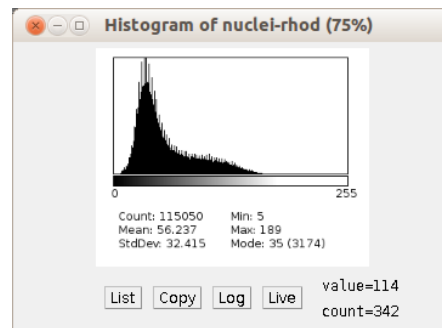 Histogram of nuclei-rhod (75%)
0 255
Count: 115050 Min: 5
Mean: 56.237 Max: 189
StdDev: 32.415 Mode: 35 (3174)
List Copy Log Live value=114
count=342